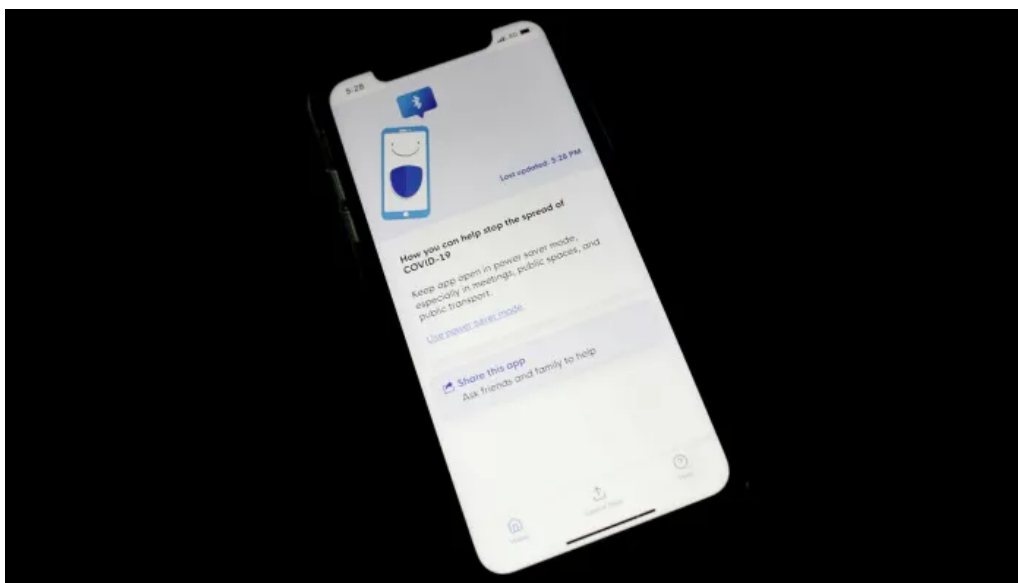 5:28
4G
Last updated: 5:28 PM
How you can help stop the spread of
COVID-19
Keep app open in power saver mode,
especially in meetings, public spaces, and
public transport.
Use power saver mode.
Share this app
Ask friends and family to help
Home